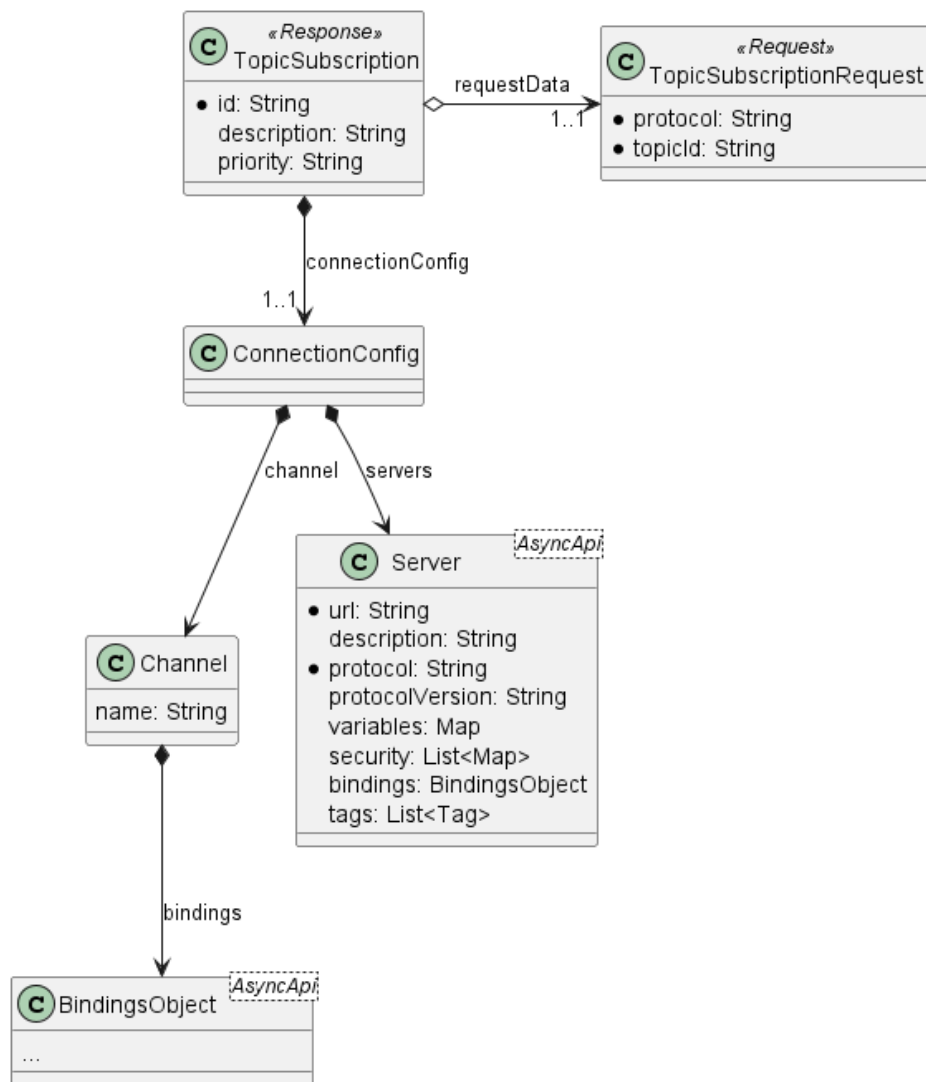 C
«Response»
TopicSubscription
id: String
description: String
priority: String
requestData
1..1
C
«Request»
TopicSubscriptionRequest
protocol: String
topicId: String
connectionConfig
1..1
C ConnectionConfig
channel
servers
AsyncApi
C Server
url: String
description: String
protocol: String
protocolVersion: String
variables: Map
security: List<Map>
bindings: BindingsObject
tags: List<Tag>
C Channel
name: String
bindings
AsyncApi
C BindingsObject
...